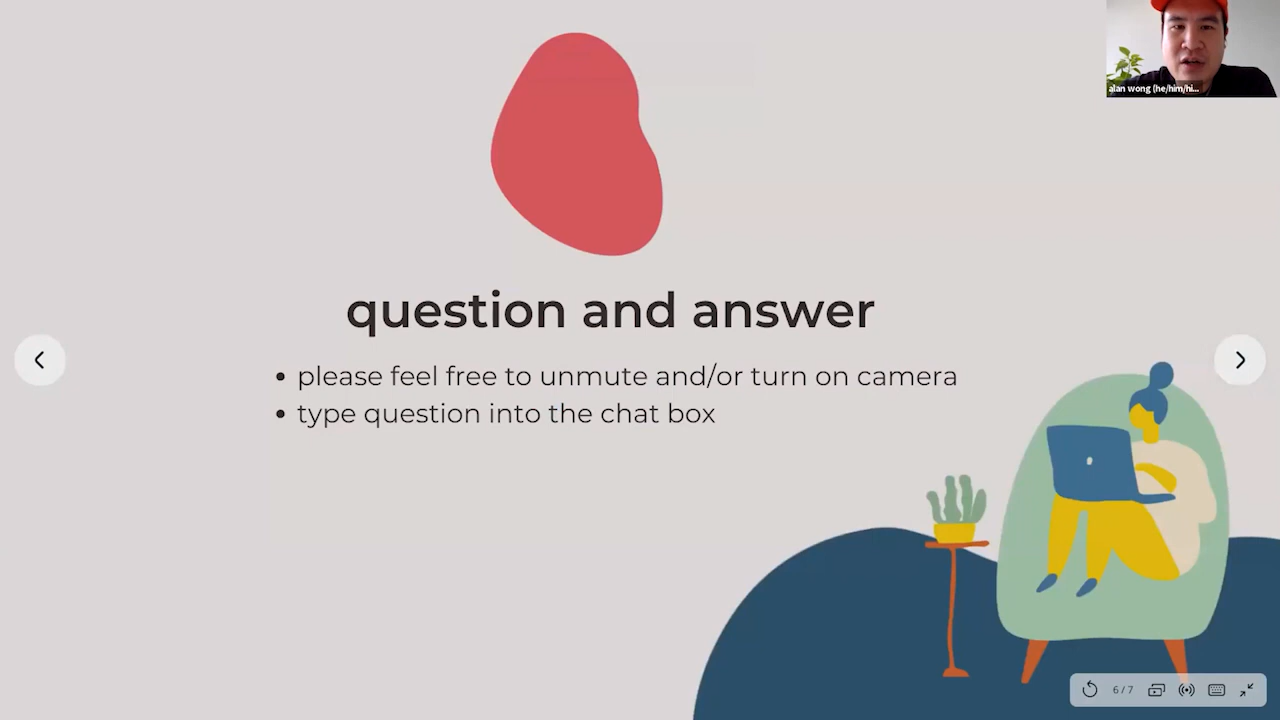 alan wong (he/him/hi...
question and answer
• please feel free to unmute and/or turn on camera
• type question into the chat box
6/7